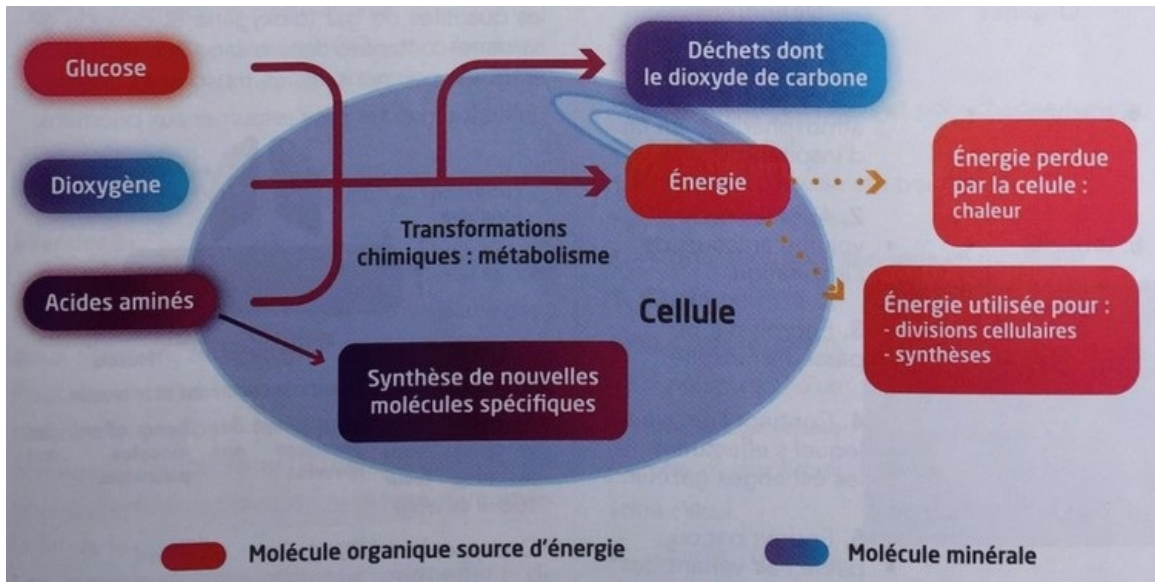 Glucose
Déchets dont
le dioxyde de carbone
Dioxygène
Énergie
Énergie perdue
par la celule :
chaleur
Transformations
chimiques : métabolisme
Acides aminés
Cellule
Énergie utilisée pour :
- divisions cellulaires
- synthèses
Synthèse de nouvelles
molécules spécifiques
Molécule organique source d'énergie
Molécule minérale